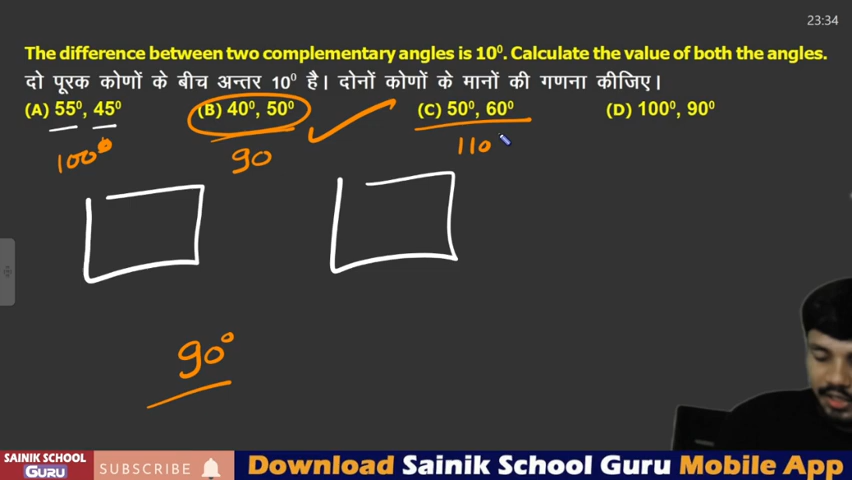 23:34
The difference between two complementary angles is 10⁰. Calculate the value of both the angles.
दो पूरक कोणों के बीच अन्तर 10⁰ है। दोनों कोणों के मानों की गणना कीजिए।
(A) 55⁰, 45⁰ (B) 40⁰, 50⁰ (C) 50⁰, 60⁰ (D) 100⁰, 90⁰
100⁰ 90 110
90⁰
SAINIK SCHOOL
GURU
SUBSCRIBE
Download Sainik School Guru Mobile App